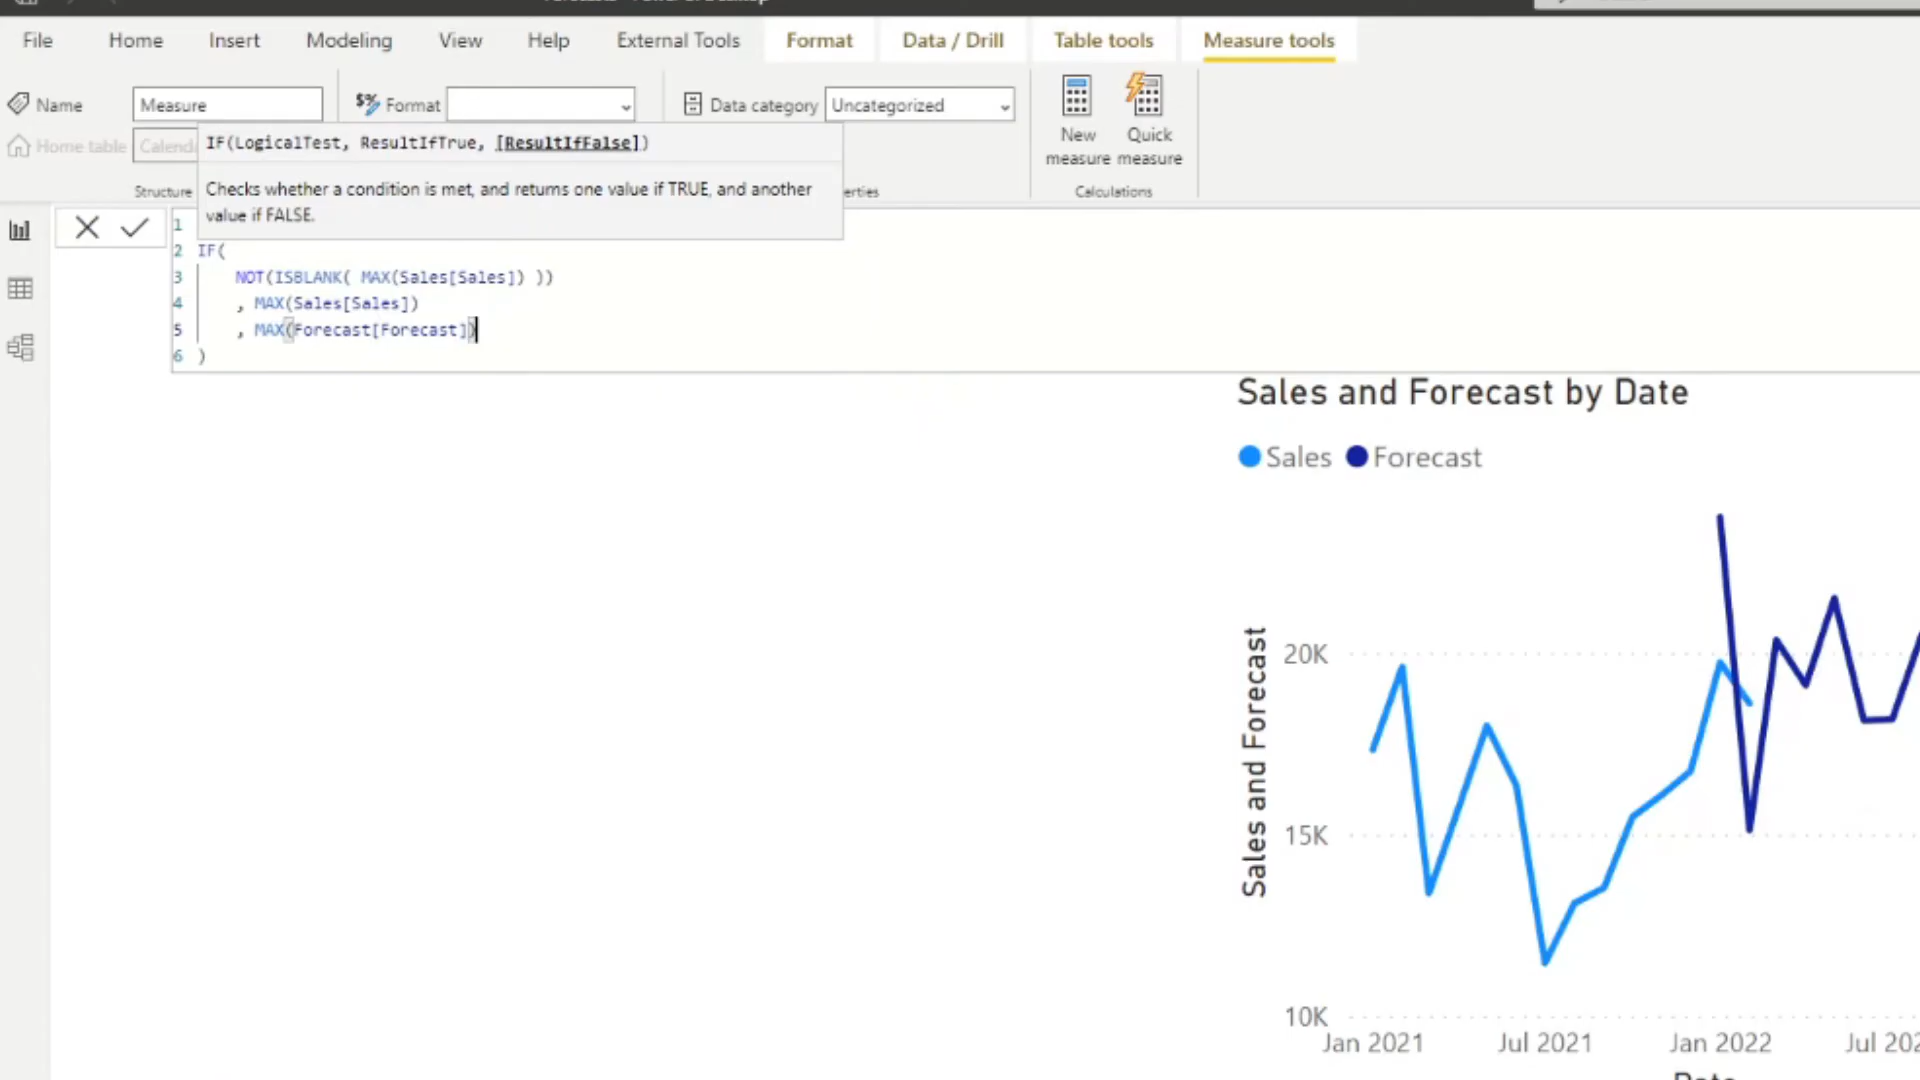 File Home Insert Modeling View Help External Tools Format Data / Drill Table tools Measure tools
Name Measure $% Format Data category Uncategorized
New measure
Quick measure
Home table Calend
IF(LogicalTest, ResultIfTrue, [ResultIfFalse])
Checks whether a condition is met, and returns one value if TRUE, and another
value if FALSE.
Structure erties Calculations
1
2 IF(
3 NOT(ISBLANK( MAX(Sales[Sales]) ))
4 , MAX(Sales[Sales])
5 , MAX(Forecast[Forecast])
6 )
Sales and Forecast by Date
Sales Forecast
Sales and Forecast
20K
15K
10K
Jan 2021 Jul 2021 Jan 2022 Jul 202